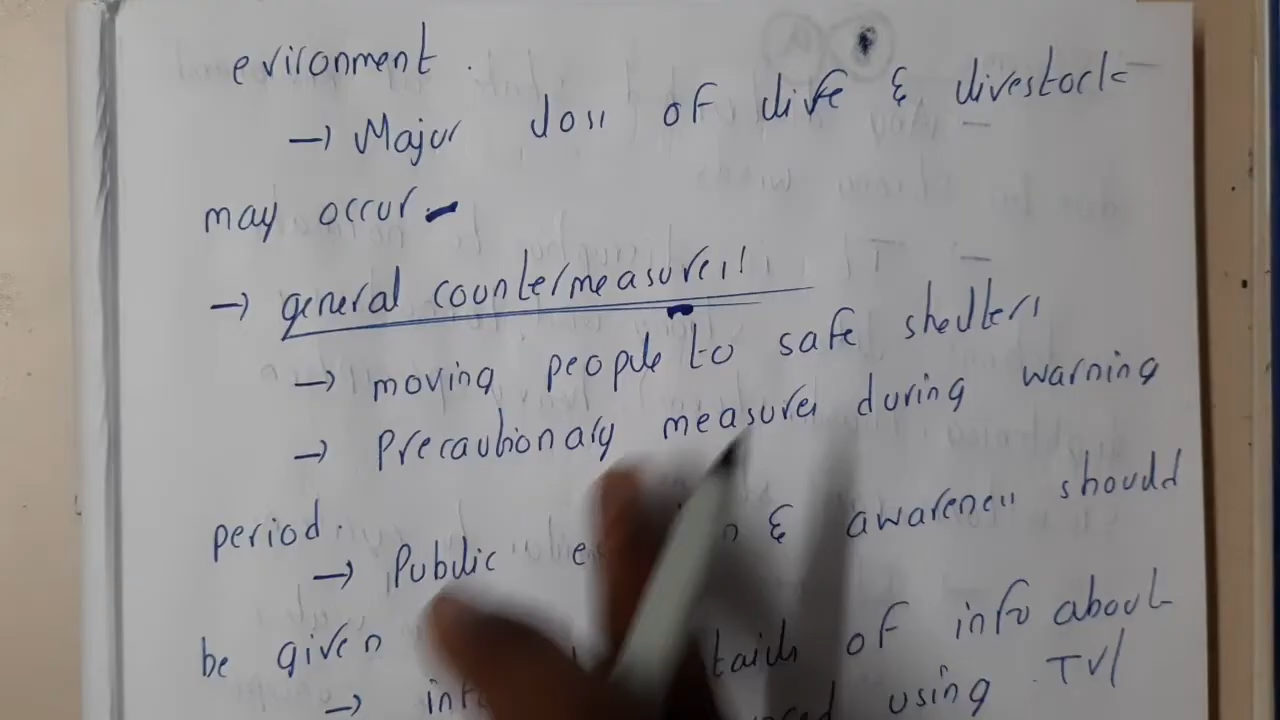 evironment.
→ Major loss of life & livestock
may occur.
→ general countermeasures:
→ moving people to safe shelters
→ Precautionary measures during warning
period.
→ Public & awareness should
be given of info about
→ using TV/